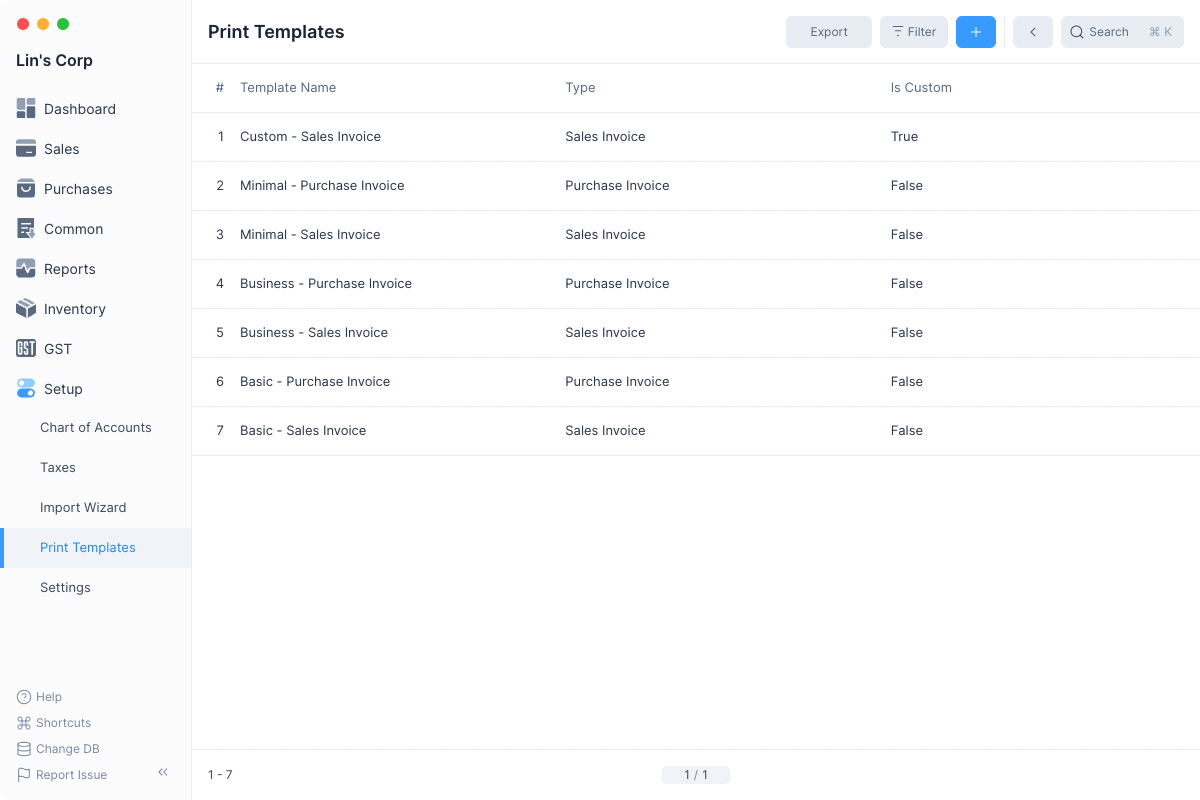 Lin's Corp
Dashboard
Sales
Purchases
Common
Reports
Inventory
GST GST
Setup
Chart of Accounts
Taxes
Import Wizard
Print Templates
Settings
Help
Shortcuts
Change DB
Report Issue
Print Templates
Export
Filter
Search ⌘ K
# Template Name Type Is Custom
1 Custom - Sales Invoice Sales Invoice True
2 Minimal - Purchase Invoice Purchase Invoice False
3 Minimal - Sales Invoice Sales Invoice False
4 Business - Purchase Invoice Purchase Invoice False
5 Business - Sales Invoice Sales Invoice False
6 Basic - Purchase Invoice Purchase Invoice False
7 Basic - Sales Invoice Sales Invoice False
1 - 7
1 / 1